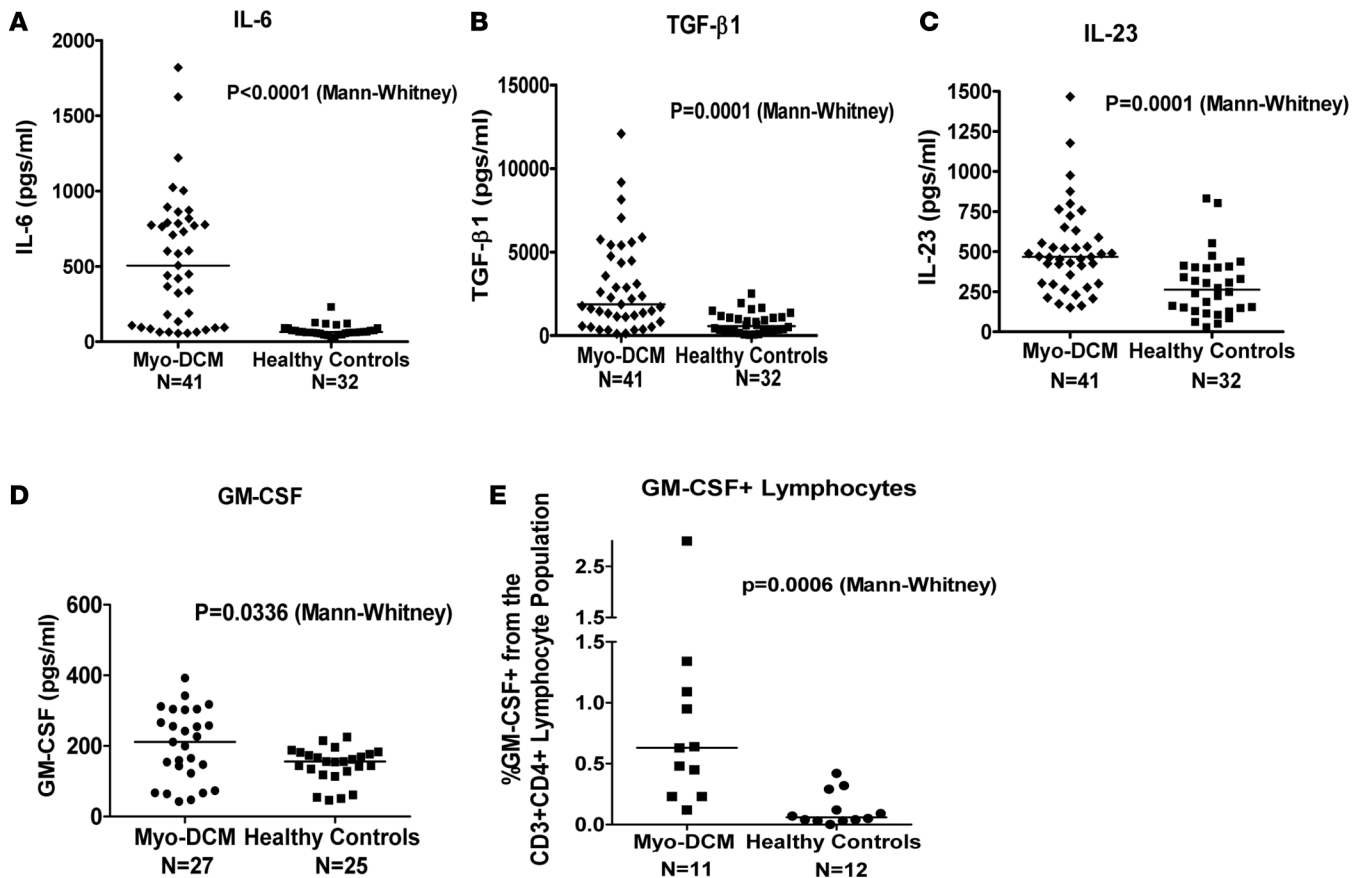 A
IL-6
2000
1500
1000
500
0
IL-6 (pgs/ml)
P<0.0001 (Mann-Whitney)
Myo-DCM
N=41
Healthy Controls
N=32
B
TGF-β1
15000
10000
5000
0
TGF-β1 (pgs/ml)
P=0.0001 (Mann-Whitney)
Myo-DCM
N=41
Healthy Controls
N=32
C
IL-23
1500
1250
1000
750
500
250
0
IL-23 (pgs/ml)
P=0.0001 (Mann-Whitney)
Myo-DCM
N=41
Healthy Controls
N=32
D
GM-CSF
600
400
200
0
GM-CSF (pgs/ml)
P=0.0336 (Mann-Whitney)
Myo-DCM
N=27
Healthy Controls
N=25
E
GM-CSF+ Lymphocytes
2.5
1.5
1.5
1.0
0.5
0.0
%GM-CSF+ from the
CD3+CD4+ Lymphocyte Population
p=0.0006 (Mann-Whitney)
Myo-DCM
N=11
Healthy Controls
N=12